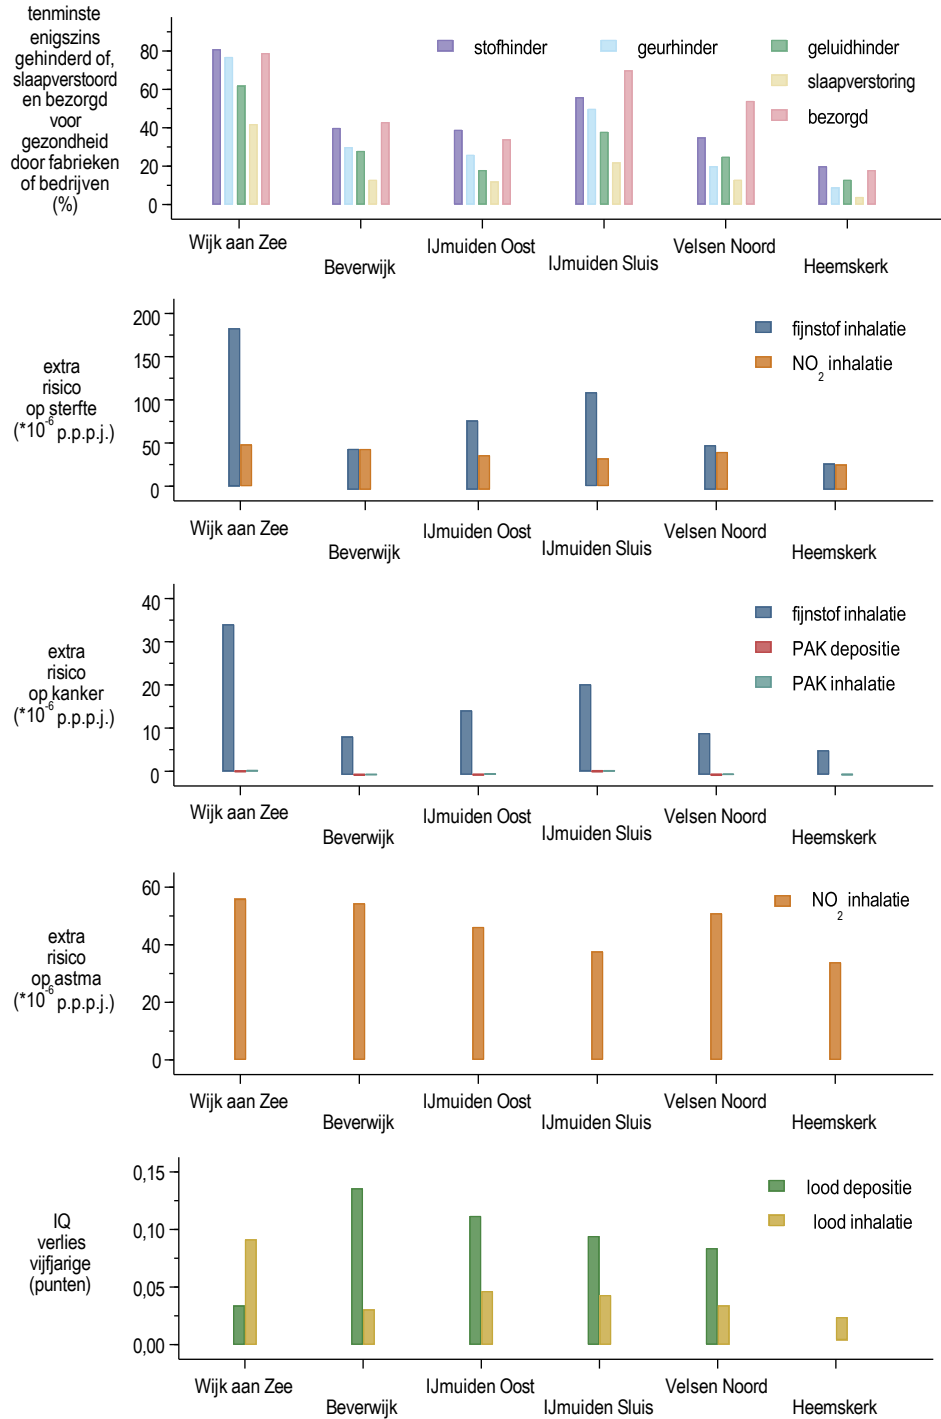 tenminste
enigszins
gehinderd of,
slaapverstoord
en bezorgd
voor
gezondheid
door fabrieken
of bedrijven
(%)
80
60
40
20
0
stofhinder
geurhinder
geluidhinder
slaapverstoring
bezorgd
Wijk aan Zee
Beverwijk
IJmuiden Oost
IJmuiden Sluis
Velsen Noord
Heemskerk
extra
risico
op sterfte
(*10-6 p.p.p.j.)
200
150
100
50
0
fijnstof inhalatie
NO2 inhalatie
Wijk aan Zee
Beverwijk
IJmuiden Oost
IJmuiden Sluis
Velsen Noord
Heemskerk
extra
risico
op kanker
(*10-6 p.p.p.j.)
40
30
20
10
0
fijnstof inhalatie
PAK depositie
PAK inhalatie
Wijk aan Zee
Beverwijk
IJmuiden Oost
IJmuiden Sluis
Velsen Noord
Heemskerk
extra
risico
op astma
(*10-6 p.p.p.j.)
60
40
20
0
NO2 inhalatie
Wijk aan Zee
Beverwijk
IJmuiden Oost
IJmuiden Sluis
Velsen Noord
Heemskerk
IQ
verlies
vijfjarige
(punten)
0,15
0,10
0,05
0,00
lood depositie
lood inhalatie
Wijk aan Zee
Beverwijk
IJmuiden Oost
IJmuiden Sluis
Velsen Noord
Heemskerk